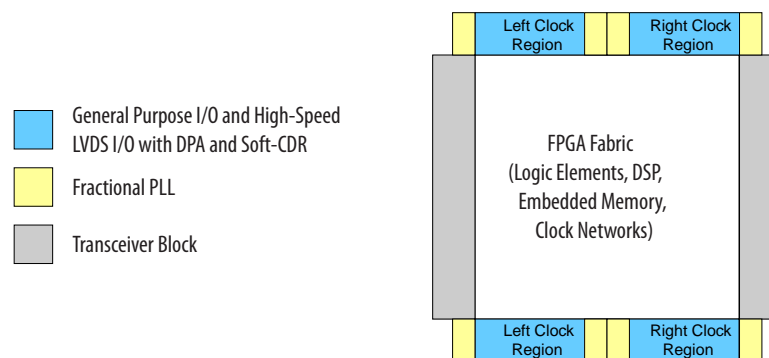 Left Clock
Region
Right Clock
Region
General Purpose I/O and High-Speed
LVDS I/O with DPA and Soft-CDR
Fractional PLL
Transceiver Block
FPGA Fabric
(Logic Elements, DSP,
Embedded Memory,
Clock Networks)
Left Clock
Region
Right Clock
Region